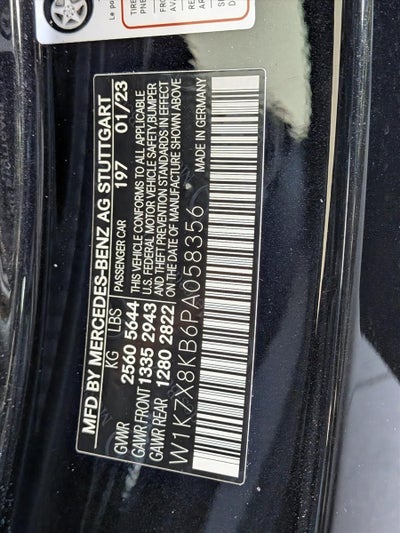 MFD BY MERCEDES-BENZ AG STUTTGART
KG LBS PASSENGER CAR 197 01/23
GVWR 2560 5644 THIS VEHICLE CONFORMS TO ALL APPLICABLE
GAWR FRONT 1335 2943 U.S. FEDERAL MOTOR VEHICLE SAFETY BUMPER
GAWR REAR 1280 2822 AND THEFT PREVENTION STANDARDS IN EFFECT
ON THE DATE OF MANUFACTURE SHOWN ABOVE
W1K7X8KB6PA058356 MADE IN GERMANY